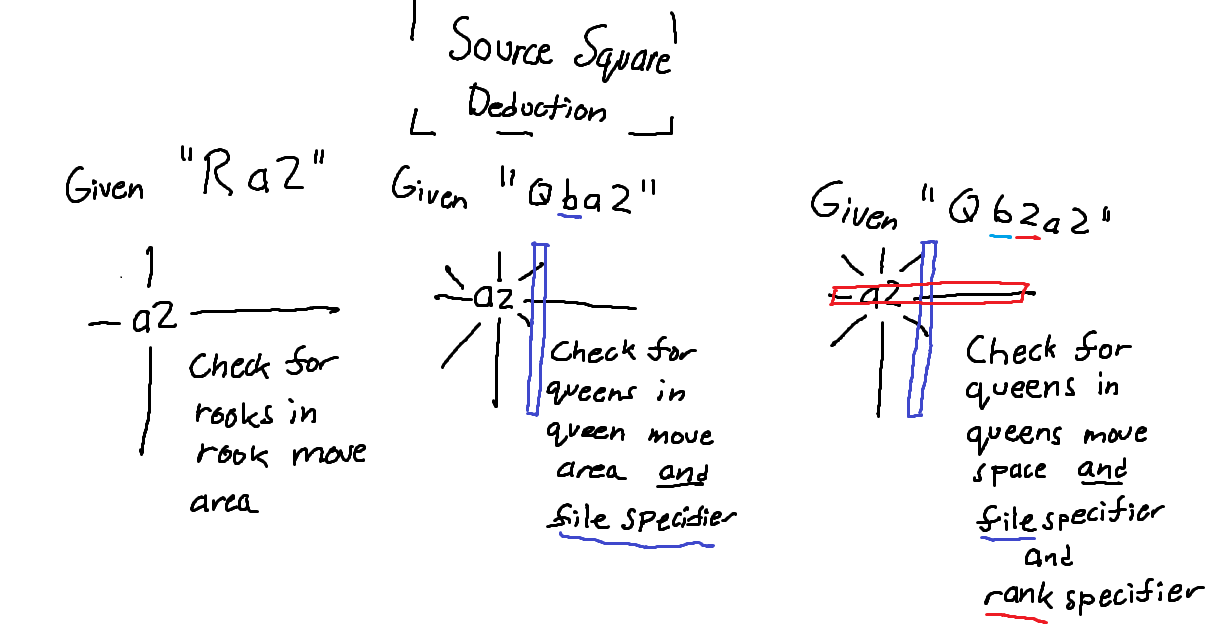 Source Square
Deduction
Given "Ra2"
a2
Check for
rooks in
rook move
area
Given "Qba2"
a2
Check for
queens in
queen move
area and
file specifier
Given "Qb2a2"
a2
Check for
queens in
queens move
space and
file specifier
and
rank specifier